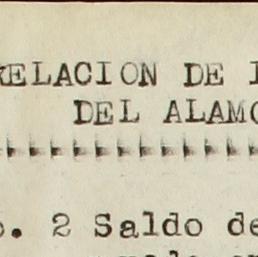 RELACION DE
DEL ALAMO
o. 2 Saldo de